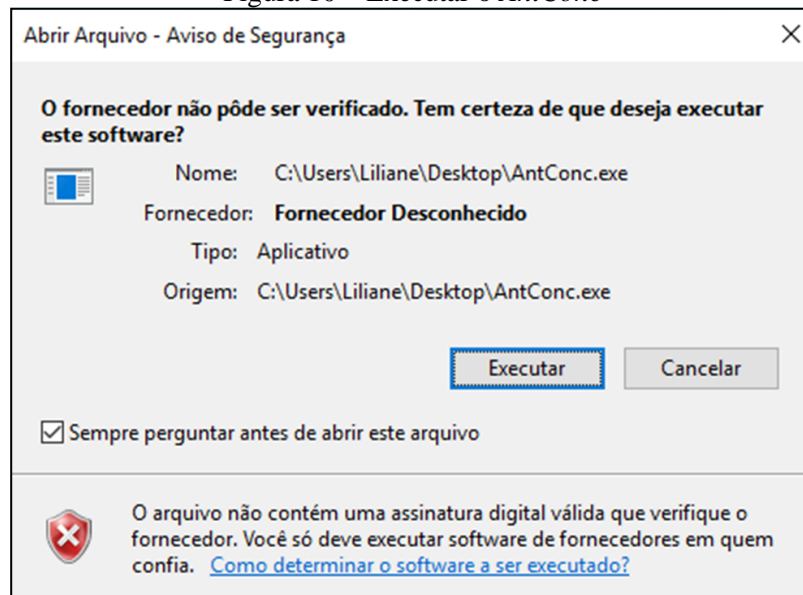 Abrir Arquivo - Aviso de Segurança
O fornecedor não pôde ser verificado. Tem certeza de que deseja executar
este software?
Nome: C:\Users\Liliane\Desktop\AntConc.exe
Fornecedor: Fornecedor Desconhecido
Tipo: Aplicativo
Origem: C:\Users\Liliane\Desktop\AntConc.exe
Executar Cancelar
Sempre perguntar antes de abrir este arquivo
O arquivo não contém uma assinatura digital válida que verifique o
fornecedor. Você só deve executar software de fornecedores em quem
confia. Como determinar o software a ser executado?